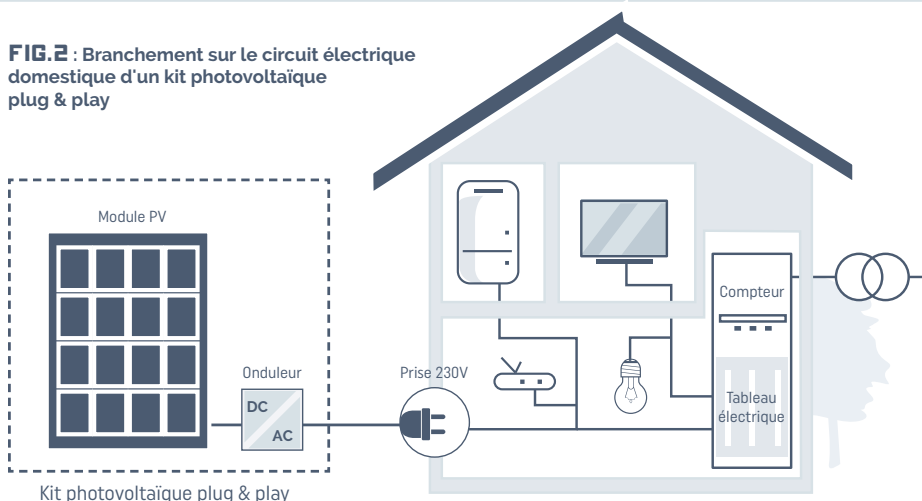 FIG.2 : Branchement sur le circuit électrique
domestique d'un kit photovoltaïque
plug & play
Module PV
Onduleur
DC
AC
Prise 230V
Compteur
Tableau
électrique
Kit photovoltaïque plug & play